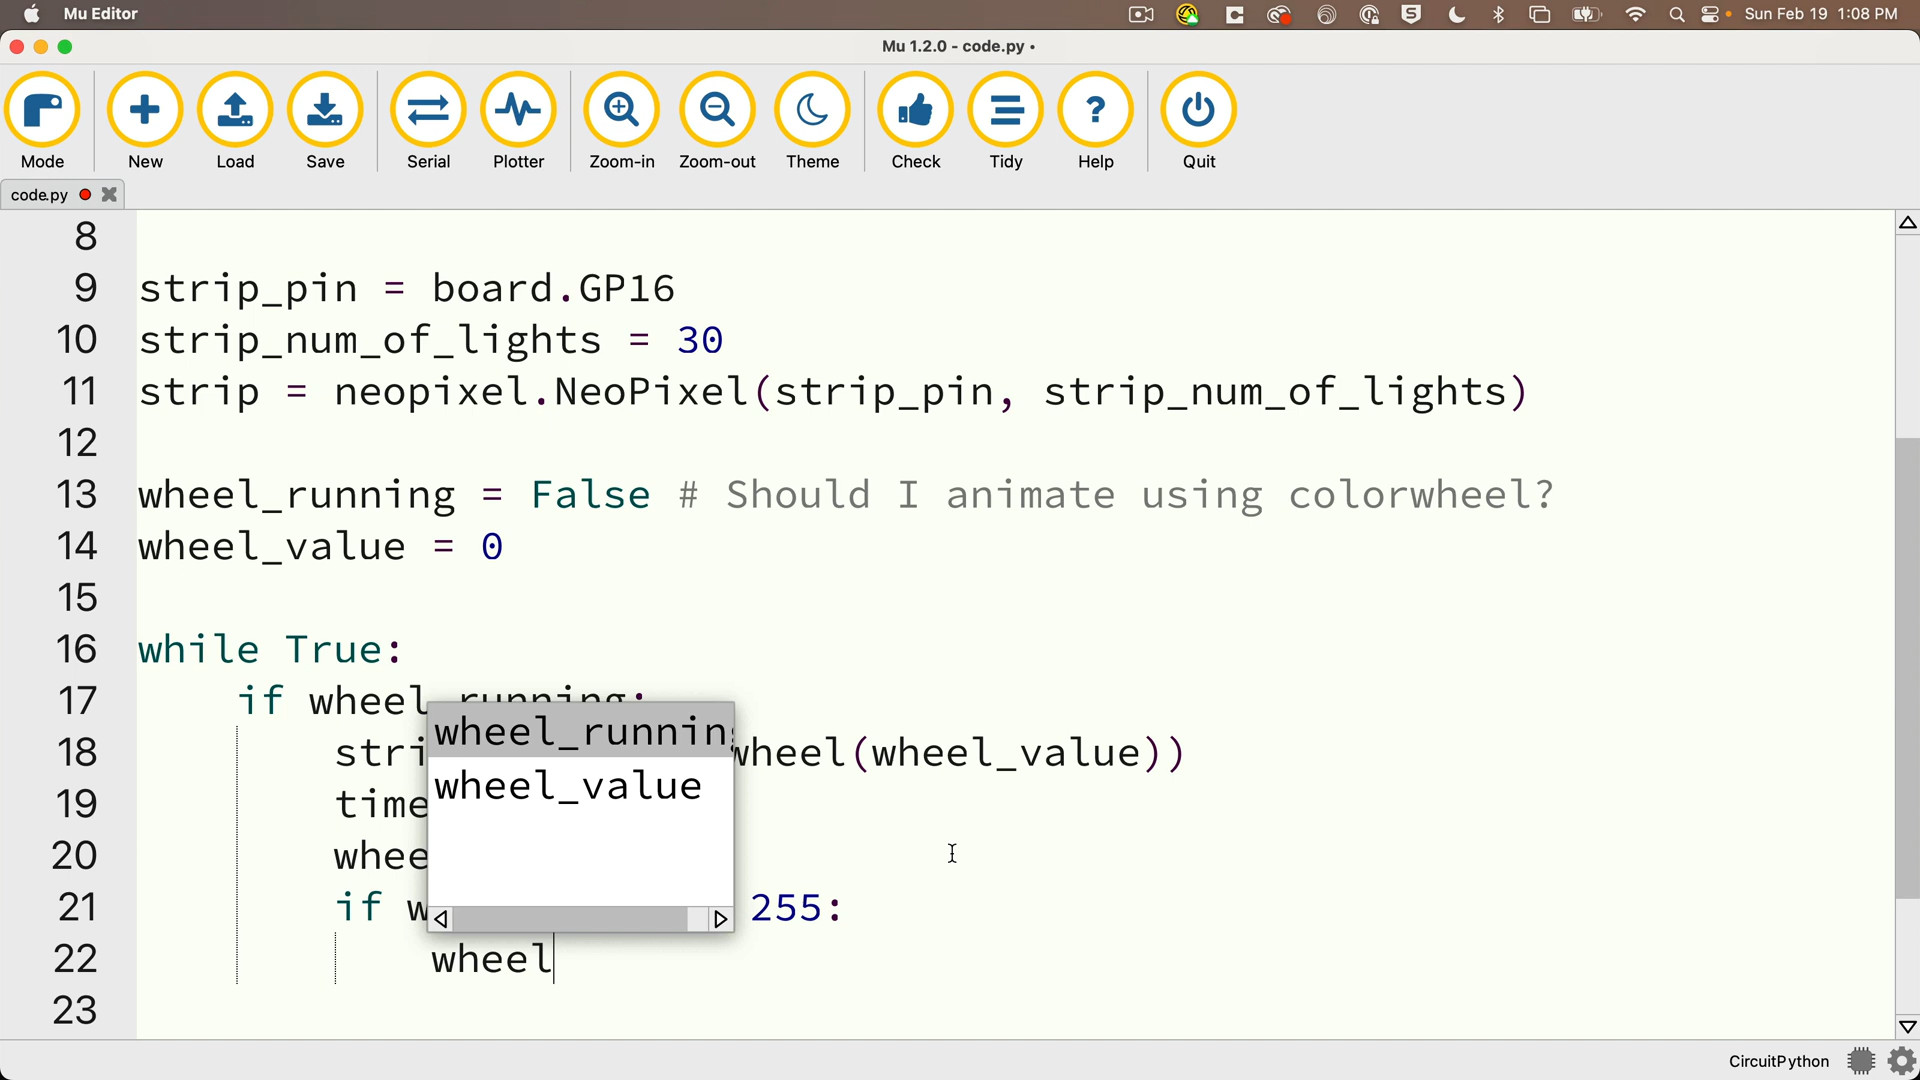 Mu Editor
Sun Feb 19 1:08 PM
Mu 1.2.0 - code.py •
Mode New Load Save Serial Plotter Zoom-in Zoom-out Theme Check Tidy Help Quit
code.py
8
9 strip_pin = board.GP16
10 strip_num_of_lights = 30
11 strip = neopixel.NeoPixel(strip_pin, strip_num_of_lights)
12
13 wheel_running = False # Should I animate using colorwheel?
14 wheel_value = 0
15
16 while True:
17 if wheel_running:
wheel_running
18 stri wheel(wheel_value))
wheel_value
19 time
20 whee
21 if w 255:
22 wheel
23
CircuitPython